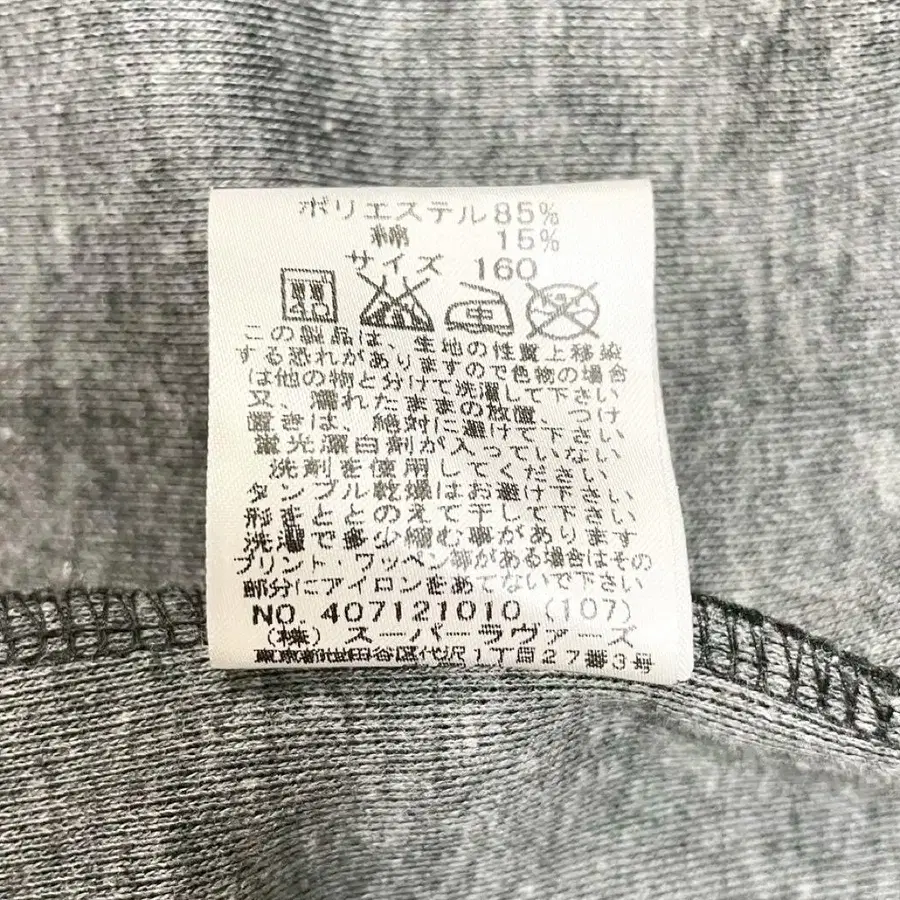 ポリエステル 85%
綿 15%
サイズ 160
40
この製品は、生地の性質上移染
する恐れがありますので色物の場合
は他の物と分けて洗濯して下さい
又、濡れたままの放置、つけ
置きは、絶対に避けて下さい
蛍光漂白剤が入っていない
洗剤を使用してください
タンブル乾燥はお避け下さい
形をととのえて干して下さい
洗濯で多少縮む事があります
プリント・ワッペン等がある場合はその
部分にアイロンをあてないで下さい
NO. 407121010 (107)
(株) スーパーラヴァーズ
東京都世田谷区代沢1丁目27番3号